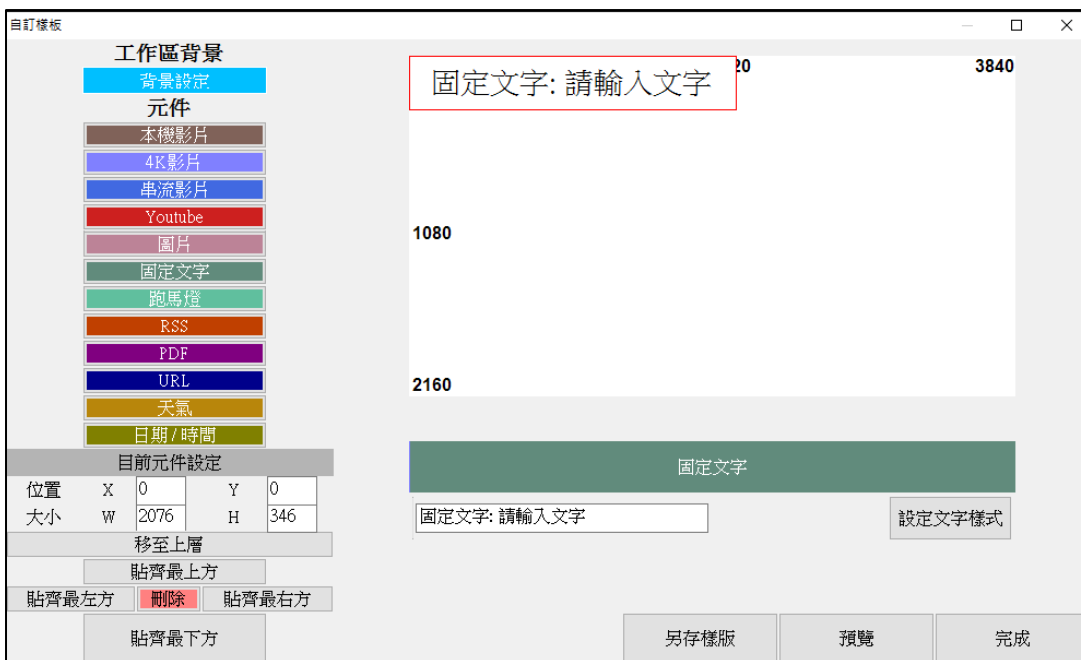 自訂樣板
工作區背景
背景設定
元件
本機影片
4K影片
串流影片
Youtube
圖片
固定文字
跑馬燈
RSS
PDF
URL
天氣
日期/時間
目前元件設定
位置 X 0 Y 0
大小 W 2076 H 346
移至上層
貼齊最上方
貼齊最左方 刪除 貼齊最右方
貼齊最下方
固定文字: 請輸入文字
20 3840
1080
2160
固定文字
固定文字: 請輸入文字 設定文字樣式
另存樣版 預覽 完成